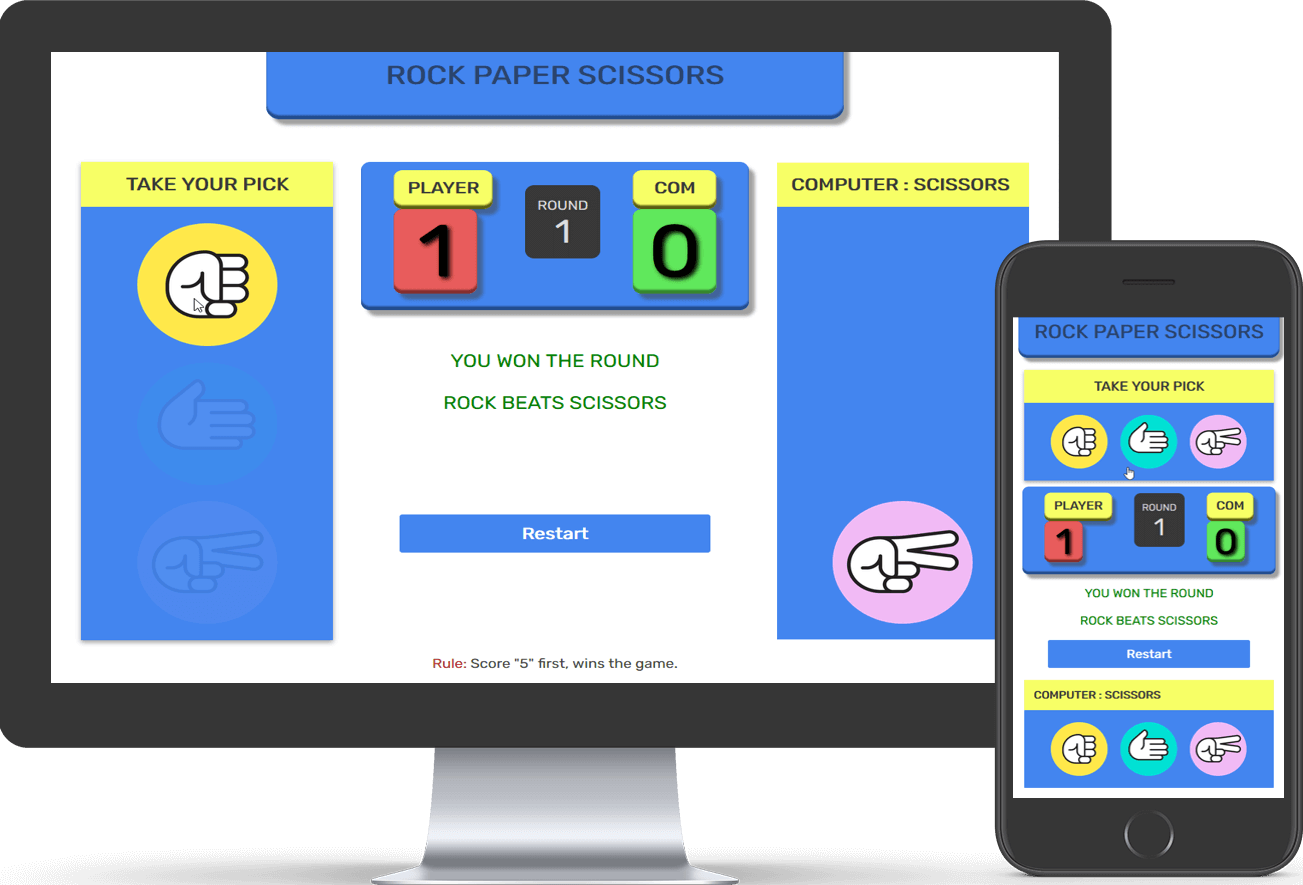 ROCK PAPER SCISSORS
TAKE YOUR PICK
PLAYER
1
ROUND
1
COM
0
YOU WON THE ROUND
ROCK BEATS SCISSORS
Restart
Rule: Score "5" first, wins the game.
COMPUTER : SCISSORS
ROCK PAPER SCISSORS
TAKE YOUR PICK
PLAYER
1
ROUND
1
COM
0
YOU WON THE ROUND
ROCK BEATS SCISSORS
Restart
COMPUTER : SCISSORS